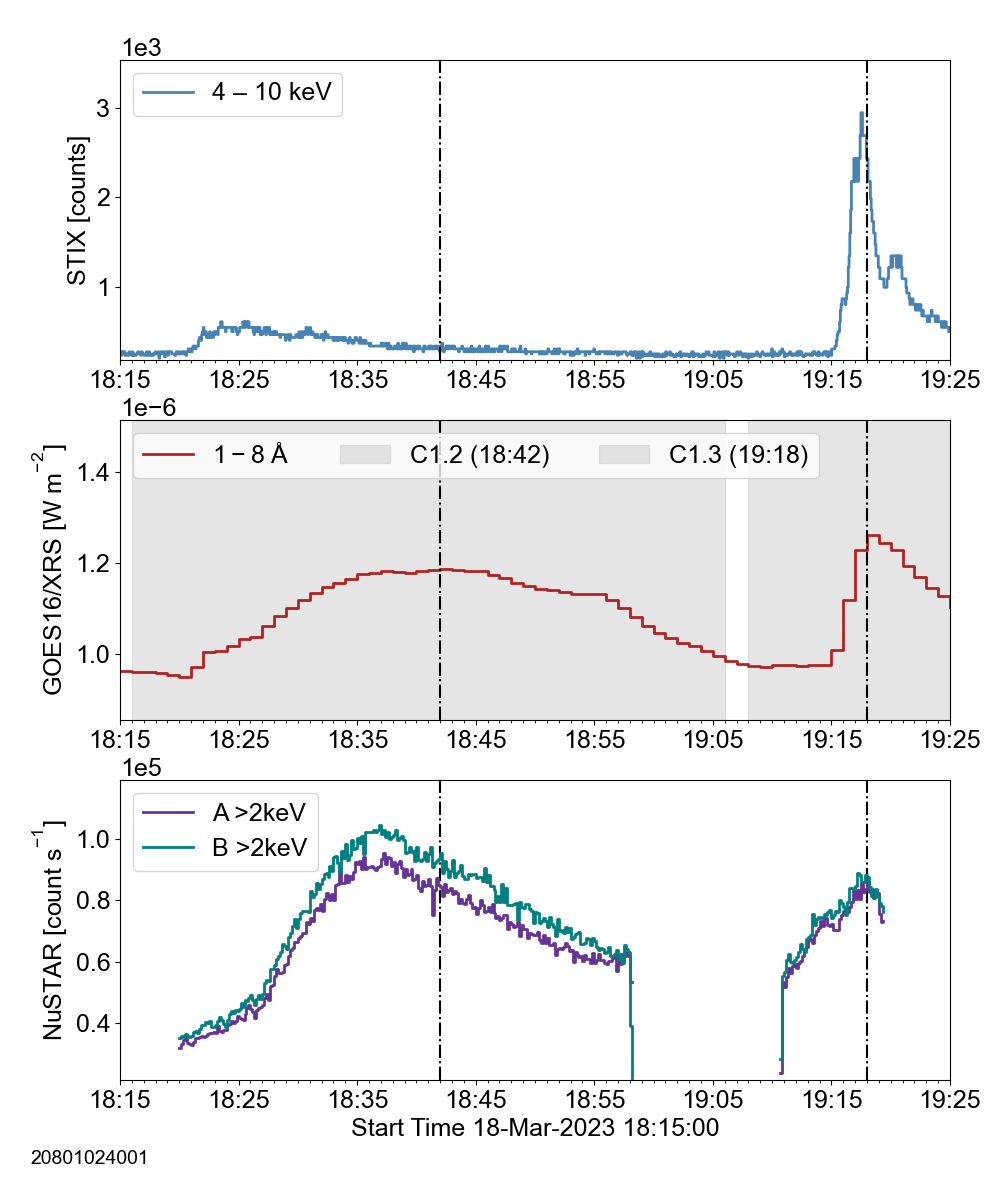 1e3
4 – 10 keV
STIX [counts]
3
2
1
18:15 18:25 18:35 18:45 18:55 19:05 19:15 19:25
1e−6
1 – 8 Å C1.2 (18:42) C1.3 (19:18)
GOES16/XRS [W m−2]
1.4
1.2
1.0
18:15 18:25 18:35 18:45 18:55 19:05 19:15 19:25
1e5
A >2keV
B >2keV
NuSTAR [count s−1]
1.0
0.8
0.6
0.4
18:15 18:25 18:35 18:45 18:55 19:05 19:15 19:25
Start Time 18-Mar-2023 18:15:00
20801024001